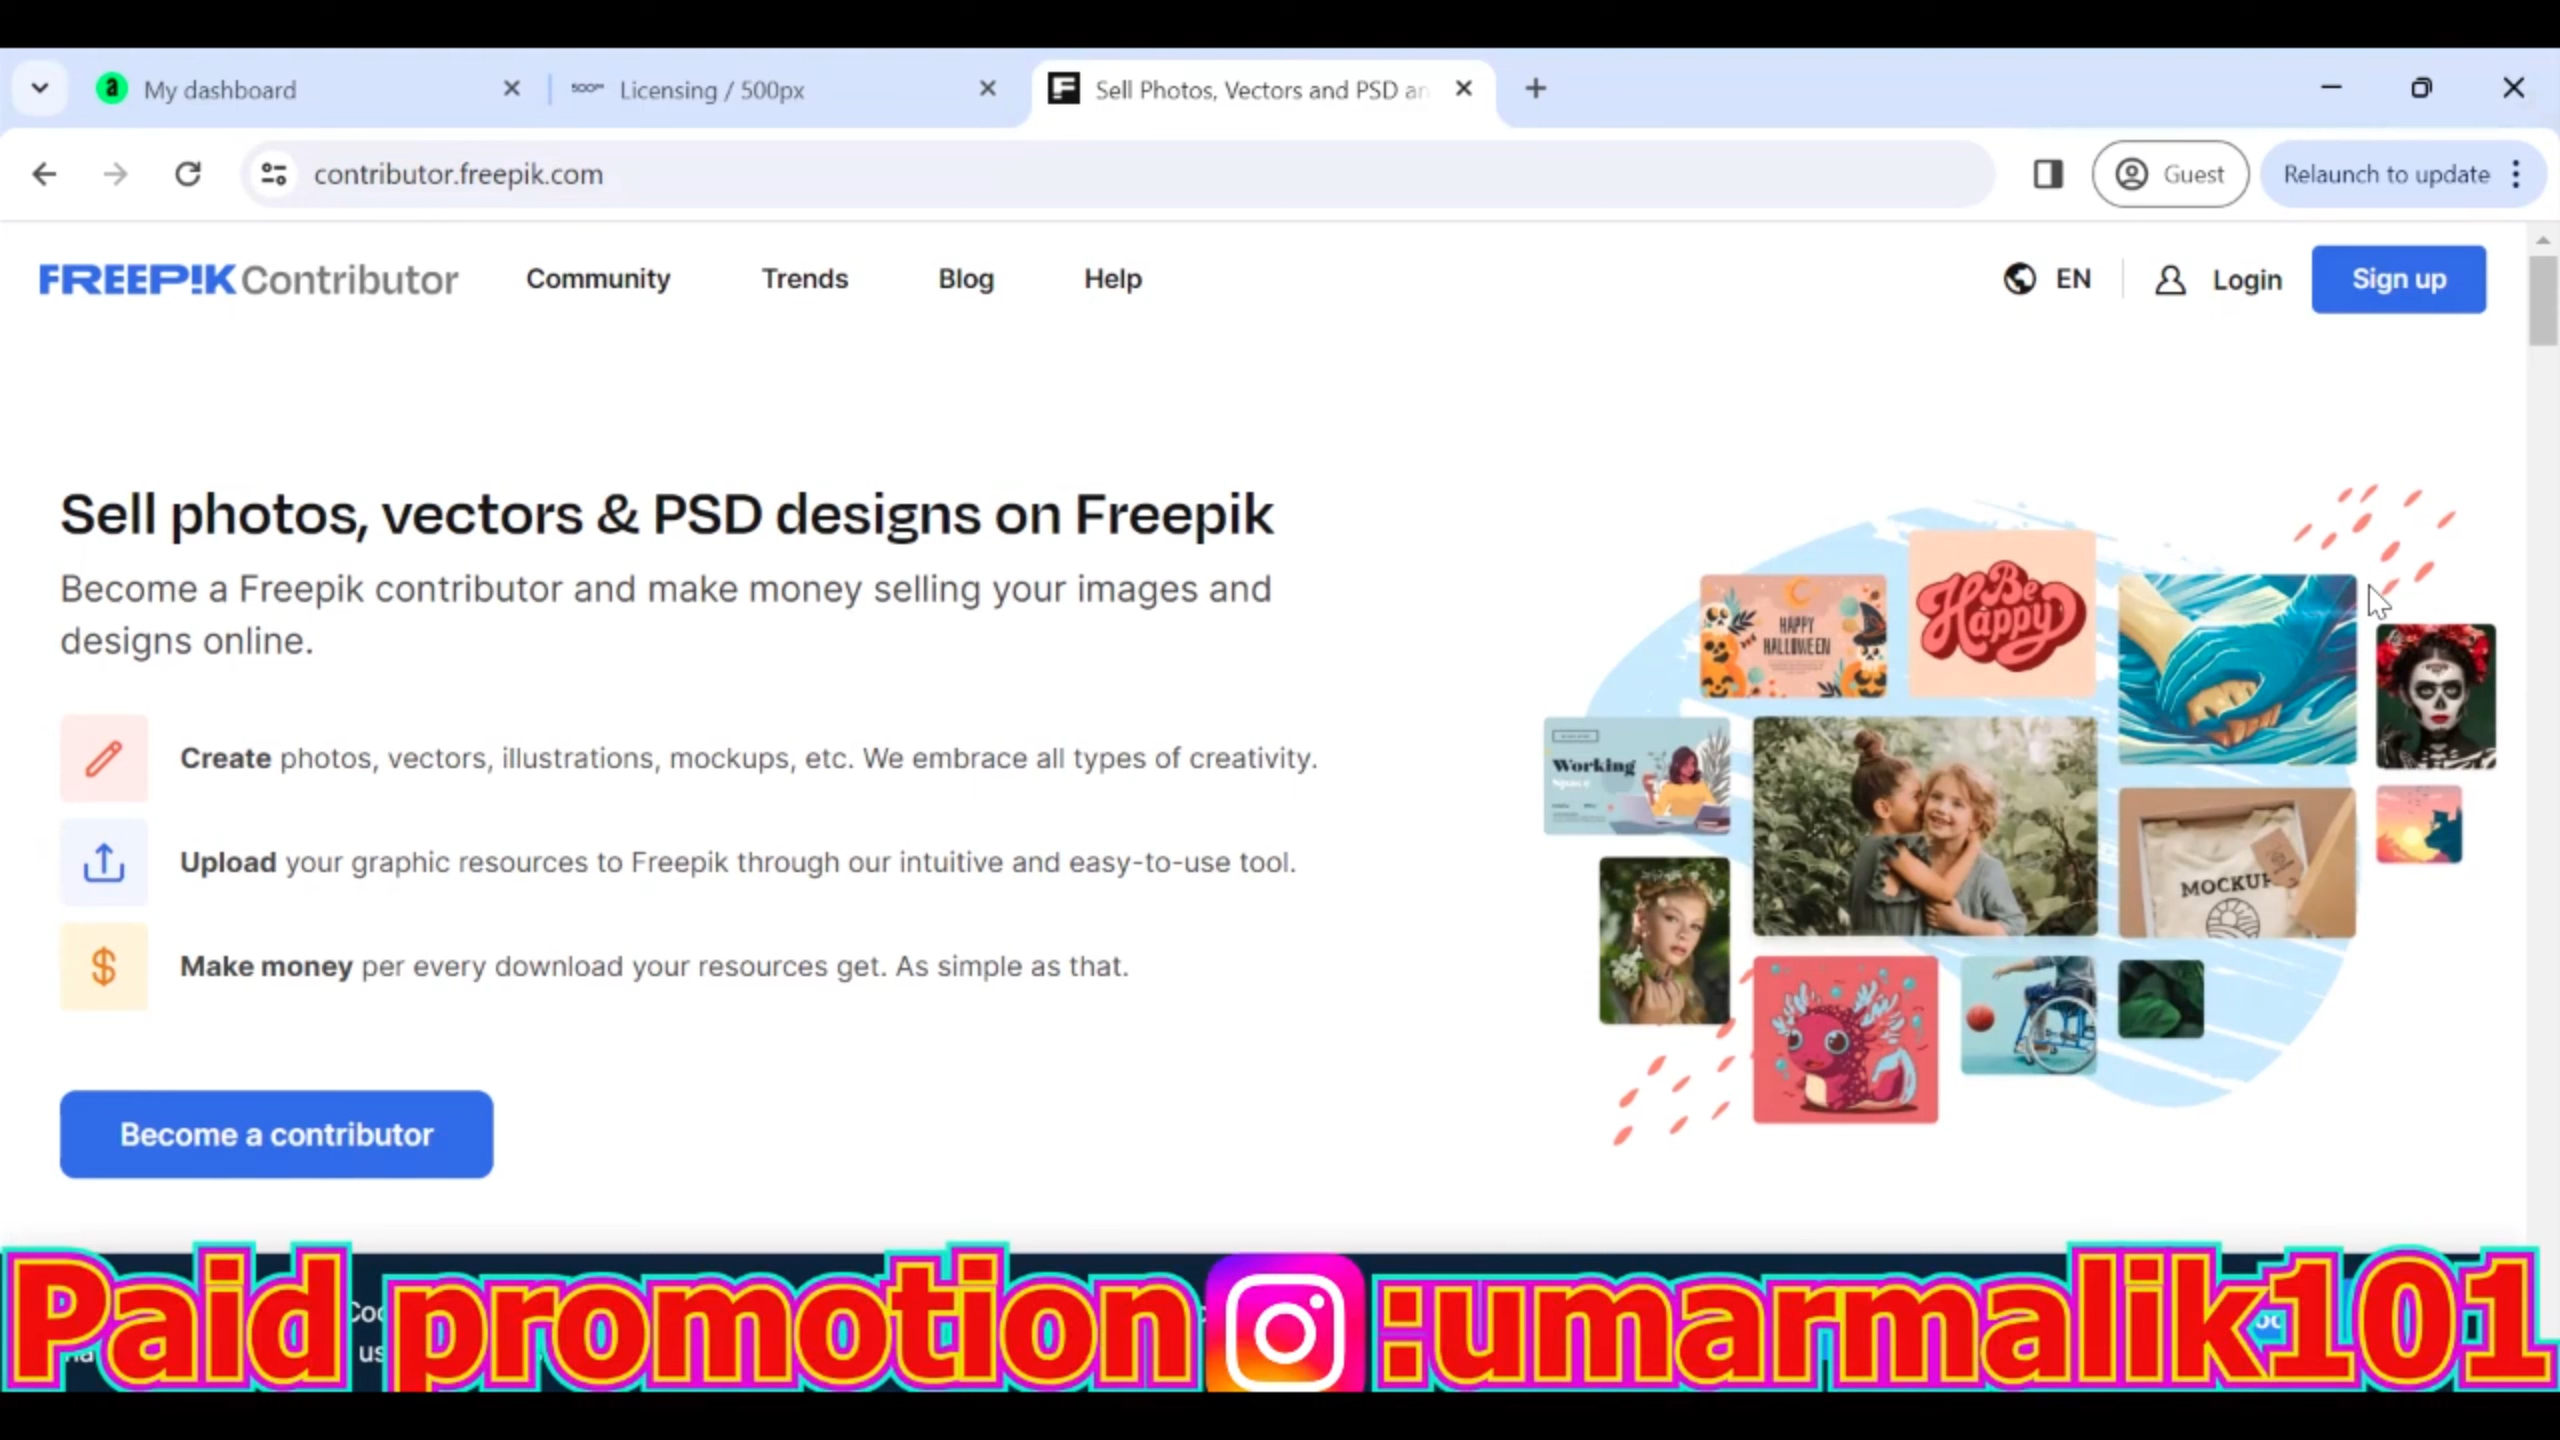 My dashboard
Licensing / 500px
Sell Photos, Vectors and PSD an
contributor.freepik.com
Guest
Relaunch to update
FREEP!K Contributor
Community
Trends
Blog
Help
EN
Login
Sign up
Sell photos, vectors & PSD designs on Freepik
Become a Freepik contributor and make money selling your images and
designs online.
Create photos, vectors, illustrations, mockups, etc. We embrace all types of creativity.
Upload your graphic resources to Freepik through our intuitive and easy-to-use tool.
$
Make money per every download your resources get. As simple as that.
Become a contributor
HAPPY
HALLOWEEN
Be
Happy
Working
Space
MOCKUP
Paid promotion :umarmalik101